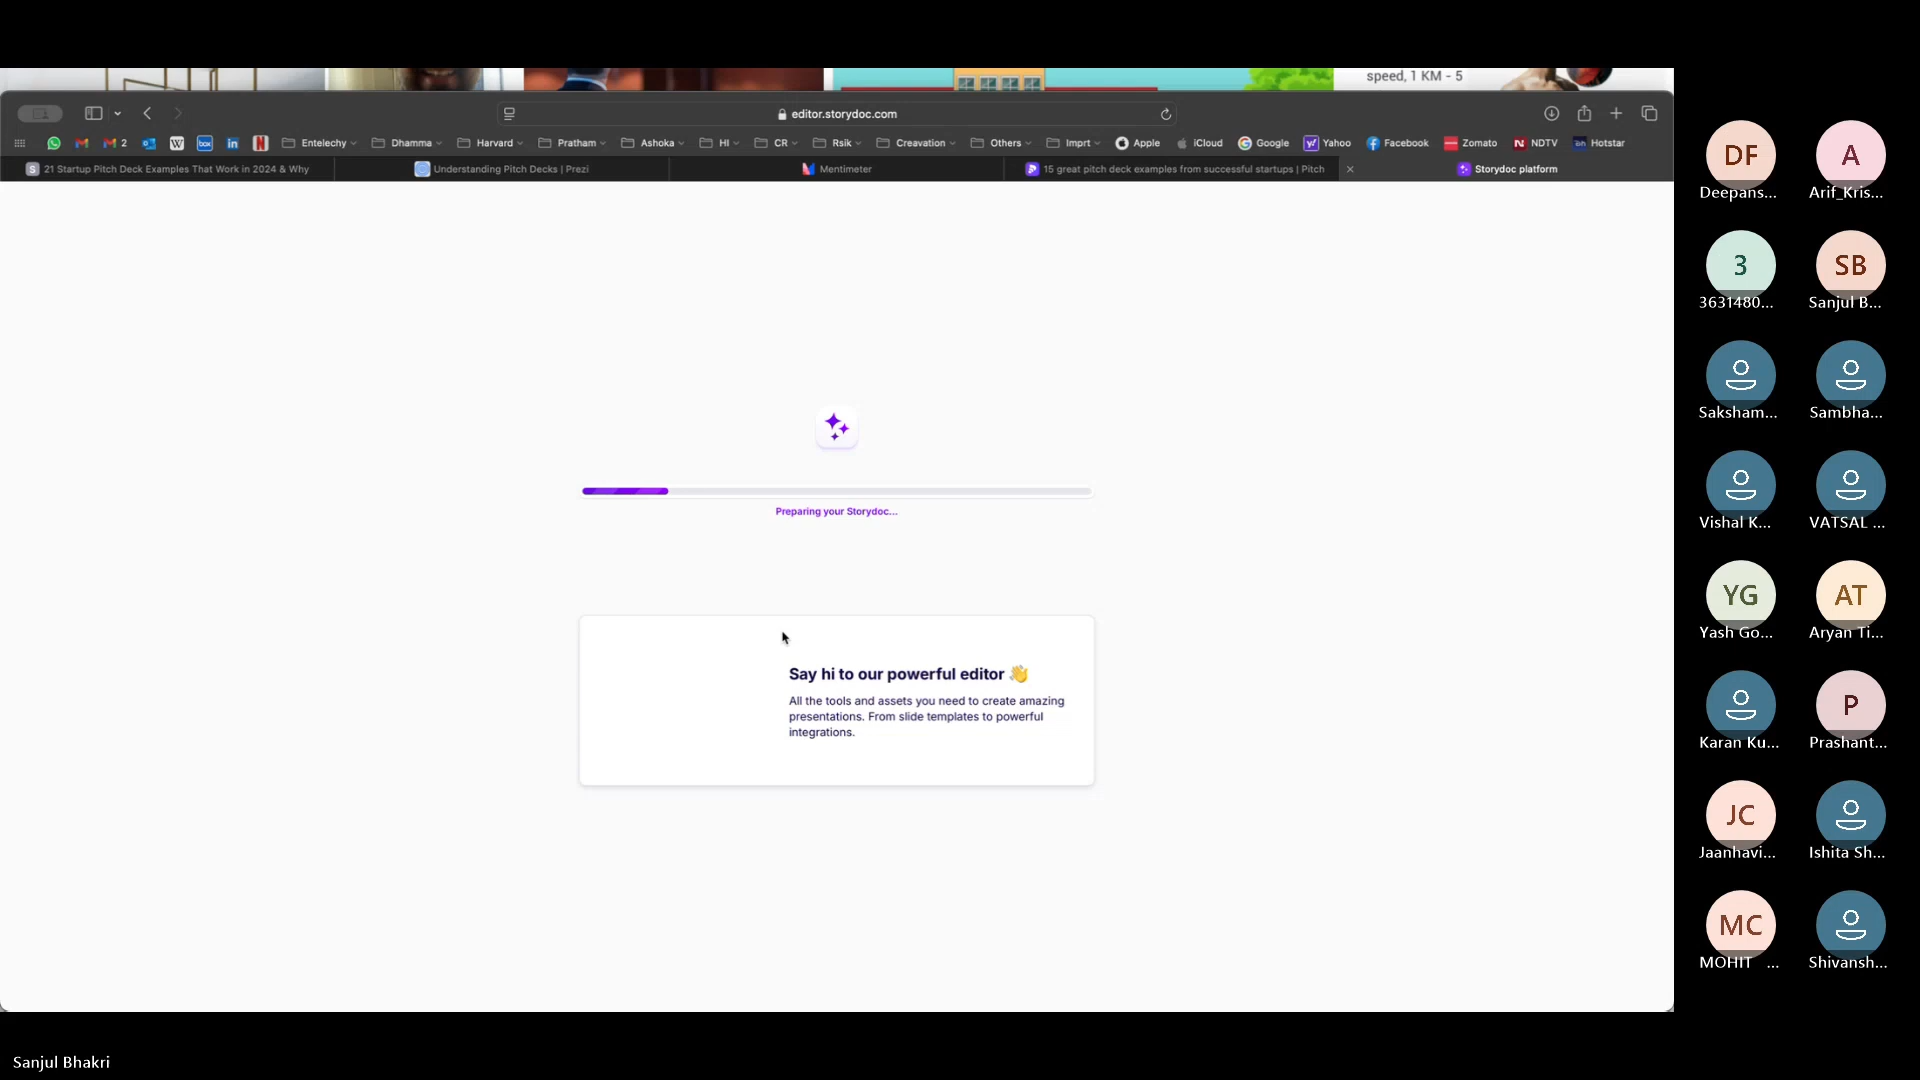 speed, 1 KM - 5
editor.storydoc.com
2
Entelechy
Harvard
Dhamma
Pratham
Ashoka
HI
CR
Rsik
Creavation
Others
Imprt
Apple
iCloud
Google
Yahoo
Facebook
Zomato
NDTV
Hotstar
21 Startup Pitch Deck Examples That Work in 2024 & Why
Understanding Pitch Decks | Prezi
Mentimeter
15 great pitch deck examples from successful startups | Pitch
Storydoc platform
Preparing your Storydoc...
Say hi to our powerful editor 👋
All the tools and assets you need to create amazing
presentations. From slide templates to powerful
integrations.
DF
Deepans...
A
Arif_Kris...
3
3631480...
SB
Sanjul B...
Saksham...
Sambha...
Vishal K...
VATSAL ...
YG
Yash Go...
AT
Aryan Ti...
Karan Ku...
P
Prashant...
JC
Jaanhavi...
Ishita Sh...
MC
MOHIT ...
Shivansh...
Sanjul Bhakri